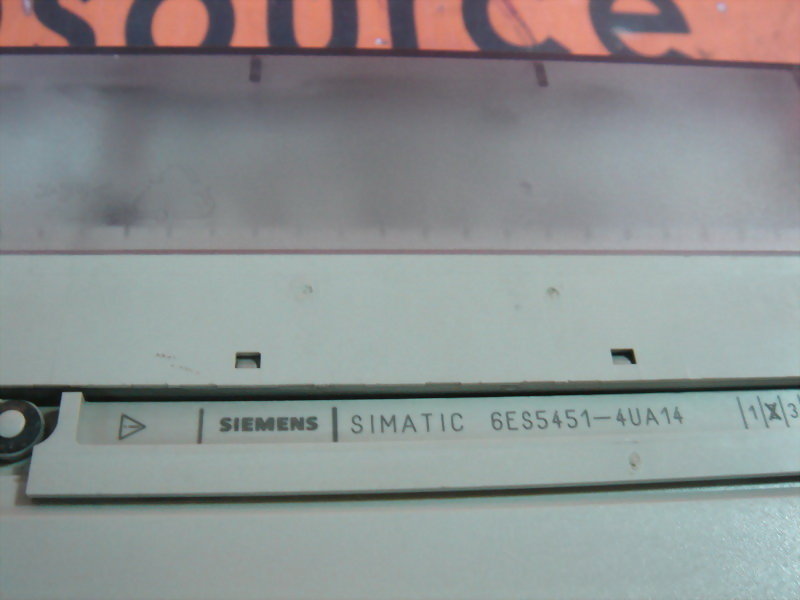 source
SIEMENS SIMATIC 6ES5451-4UA14 1 X 3